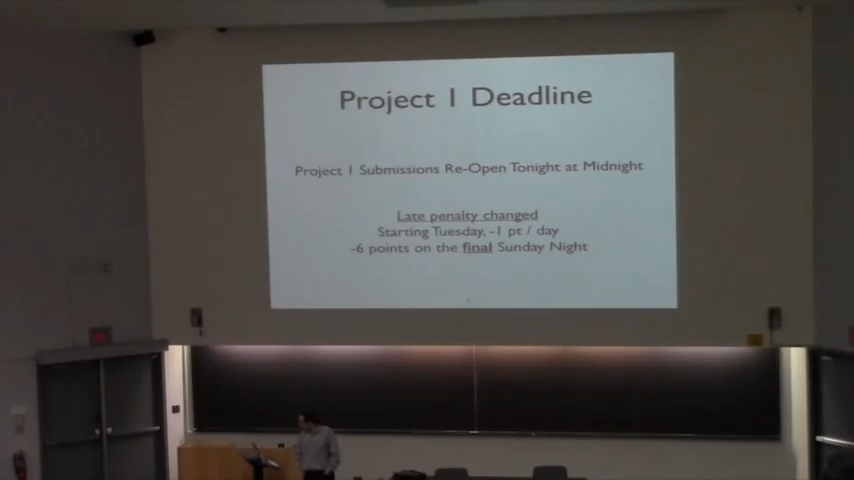 Project 1 Deadline
Project 1 Submissions Re-Open Tonight at Midnight
Late penalty changed
Starting Tuesday, -1 pt / day
-6 points on the final Sunday Night